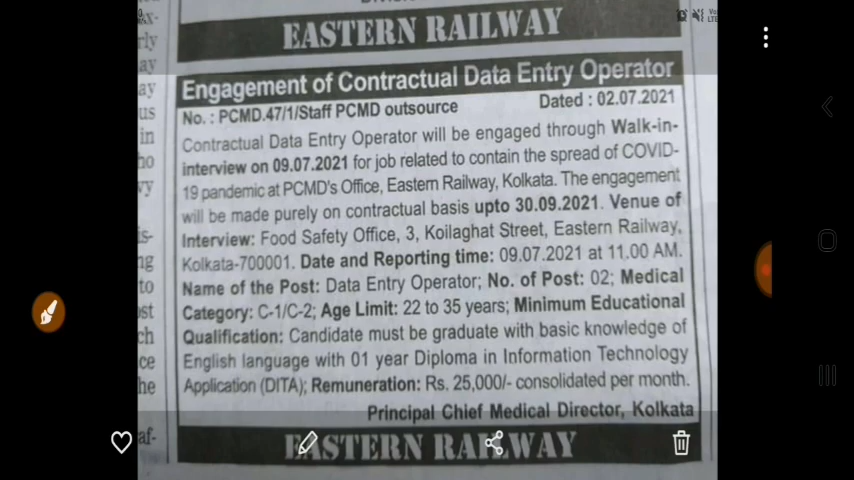 EASTERN RAILWAY
Engagement of Contractual Data Entry Operator
No. : PCMD.47/1/Staff PCMD outsource Dated : 02.07.2021
Contractual Data Entry Operator will be engaged through Walk-in-
interview on 09.07.2021 for job related to contain the spread of COVID-
19 pandemic at PCMD's Office, Eastern Railway, Kolkata. The engagement
will be made purely on contractual basis upto 30.09.2021. Venue of
Interview: Food Safety Office, 3, Koilaghat Street, Eastern Railway,
Kolkata-700001. Date and Reporting time: 09.07.2021 at 11.00 AM.
Name of the Post: Data Entry Operator; No. of Post: 02; Medical
Category: C-1/C-2; Age Limit: 22 to 35 years; Minimum Educational
Qualification: Candidate must be graduate with basic knowledge of
English language with 01 year Diploma in Information Technology
Application (DITA); Remuneration: Rs. 25,000/- consolidated per month.
Principal Chief Medical Director, Kolkata
EASTERN RAILWAY